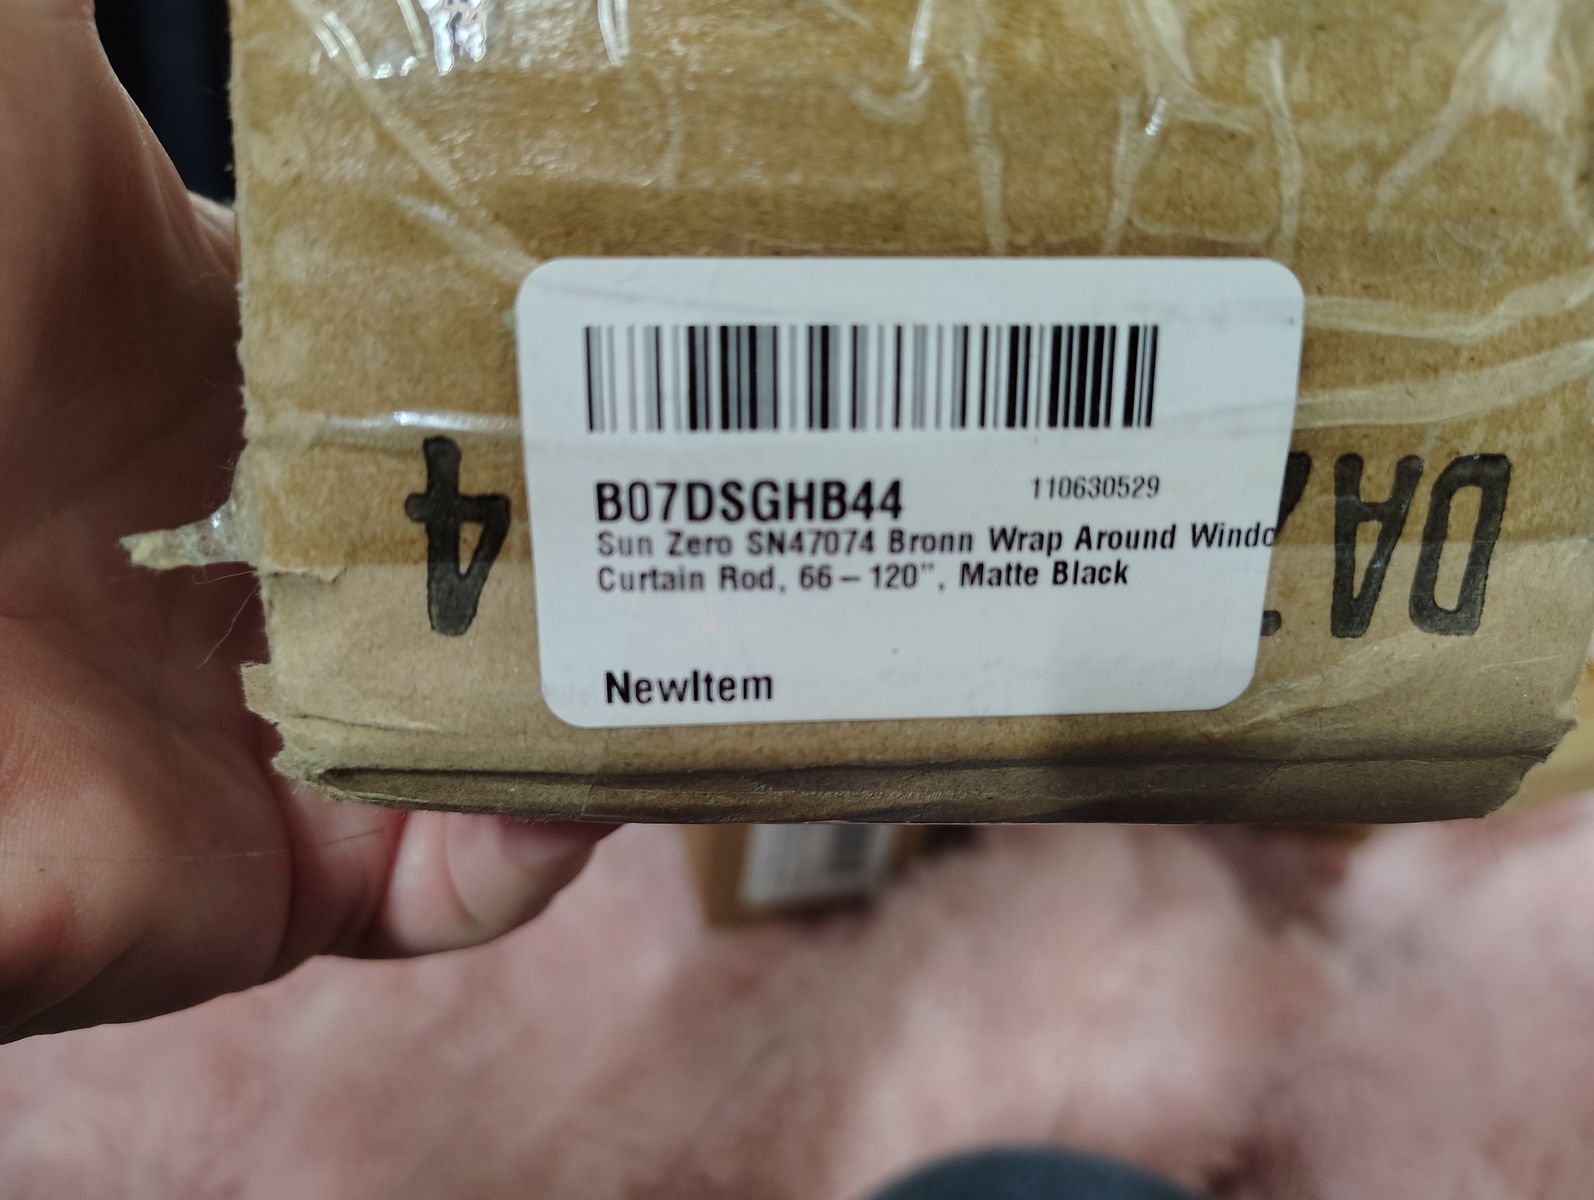 B07DSGHB44 110630529
Sun Zero SN47074 Bronn Wrap Around Windo
Curtain Rod, 66 – 120", Matte Black
NewItem
4
DA